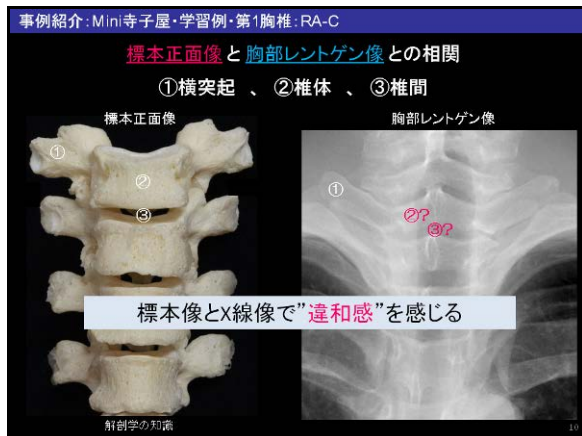 事例紹介:Mini寺子屋・学習例・第1胸椎:RA-C
標本正面像と胸部レントゲン像との相関
①横突起 、 ②椎体 、 ③椎間
標本正面像
胸部レントゲン像
①
②
③
①
②?
③?
標本像とX線像で”違和感”を感じる
解剖学の知識
10